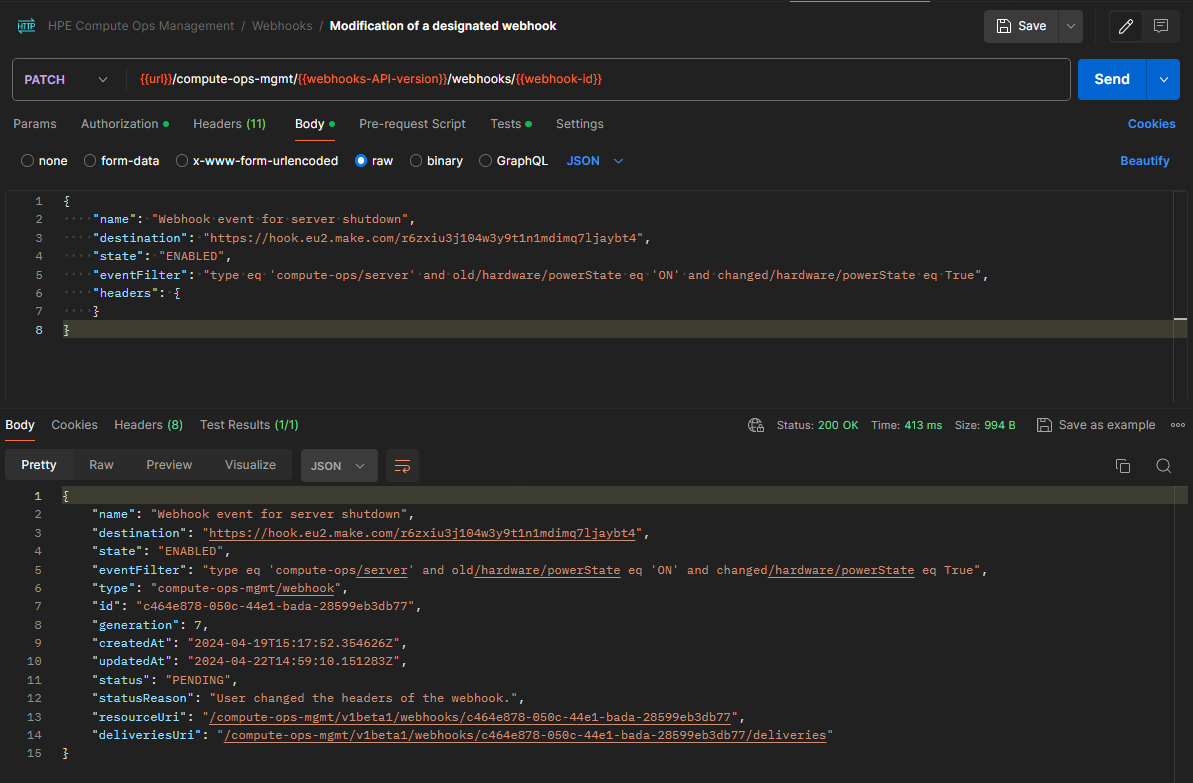 HTTP HPE Compute Ops Management / Webhooks / Modification of a designated webhook Save
PATCH {{url}}/compute-ops-mgmt/{{webhooks-API-version}}/webhooks/{{webhook-id}} Send
Params Authorization Headers (11) Body Pre-request Script Tests Settings Cookies
none form-data x-www-form-urlencoded raw binary GraphQL JSON Beautify
1 {
2 "name": "Webhook event for server shutdown",
3 "destination": "https://hook.eu2.make.com/r6zxiu3j104w3y9t1n1mdimq7ljaybt4",
4 "state": "ENABLED",
5 "eventFilter": "type eq 'compute-ops/server' and old/hardware/powerState eq 'ON' and changed/hardware/powerState eq True",
6 "headers": {
7 }
8 }
Body Cookies Headers (8) Test Results (1/1) Status: 200 OK Time: 413 ms Size: 994 B Save as example
Pretty Raw Preview Visualize JSON
1 {
2 "name": "Webhook event for server shutdown",
3 "destination": "https://hook.eu2.make.com/r6zxiu3j104w3y9t1n1mdimq7ljaybt4",
4 "state": "ENABLED",
5 "eventFilter": "type eq 'compute-ops/server' and old/hardware/powerState eq 'ON' and changed/hardware/powerState eq True",
6 "type": "compute-ops-mgmt/webhook",
7 "id": "c464e878-050c-44e1-bada-28599eb3db77",
8 "generation": 7,
9 "createdAt": "2024-04-19T15:17:52.354626Z",
10 "updatedAt": "2024-04-22T14:59:10.151283Z",
11 "status": "PENDING",
12 "statusReason": "User changed the headers of the webhook.",
13 "resourceUri": "/compute-ops-mgmt/v1beta1/webhooks/c464e878-050c-44e1-bada-28599eb3db77",
14 "deliveriesUri": "/compute-ops-mgmt/v1beta1/webhooks/c464e878-050c-44e1-bada-28599eb3db77/deliveries"
15 }